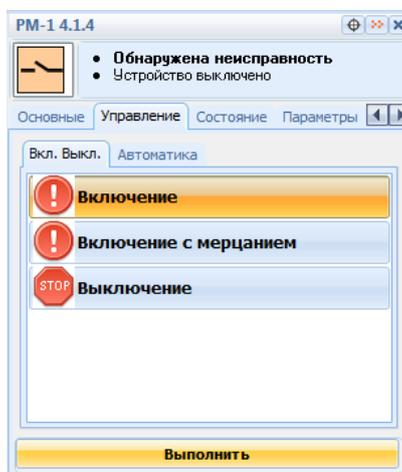 РМ-1 4.1.4
• Обнаружена неисправность
• Устройство выключено
Основные Управление Состояние Параметры
Вкл. Выкл. Автоматика
! Включение
! Включение с мерцанием
STOP Выключение
Выполнить